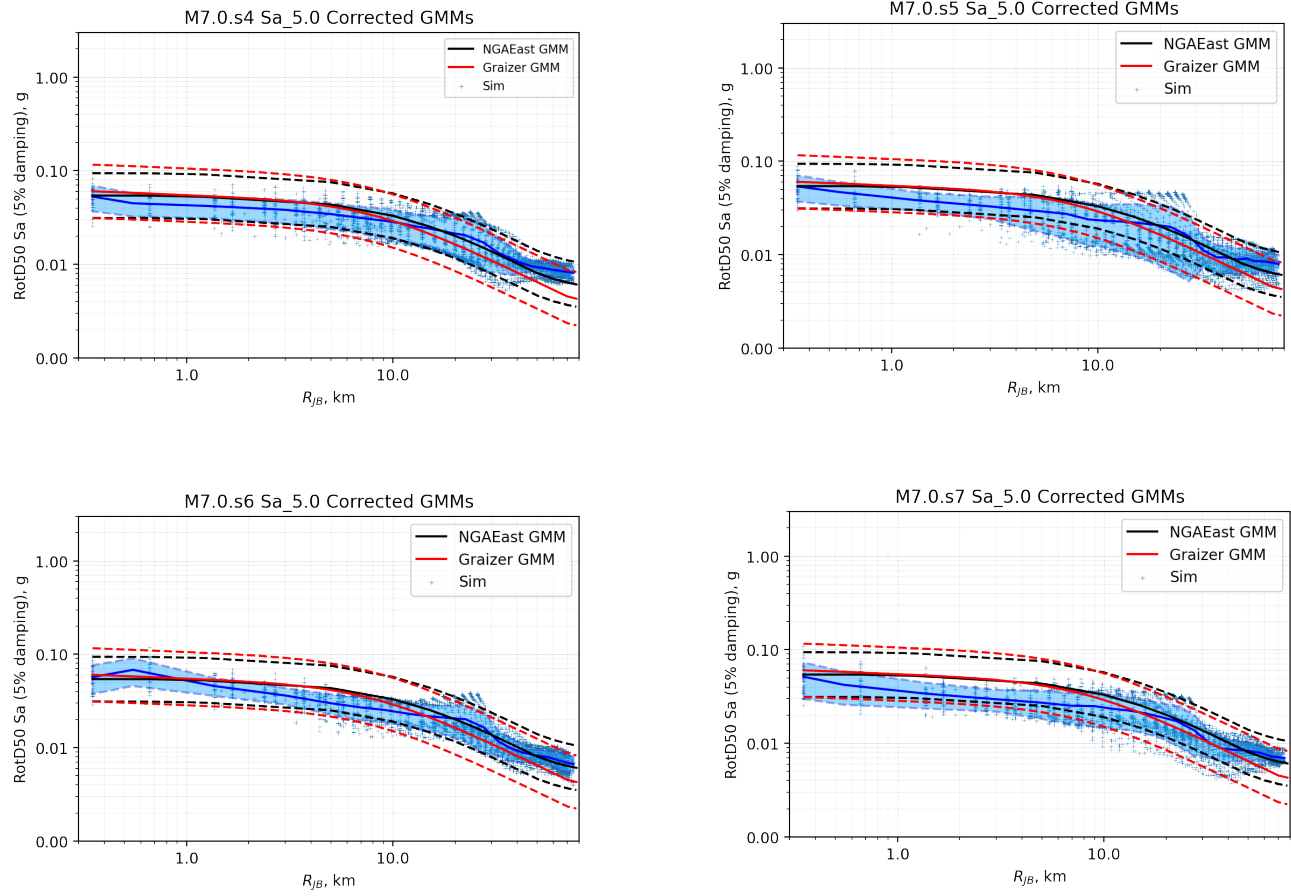 M7.0.s4 Sa_5.0 Corrected GMMs
RotD50 Sa (5% damping), g
1.00
0.10
0.01
0.00
NGAEast GMM
Graizer GMM
Sim
1.0
10.0
R_JB, km
M7.0.s5 Sa_5.0 Corrected GMMs
RotD50 Sa (5% damping), g
1.00
0.10
0.01
0.00
NGAEast GMM
Graizer GMM
Sim
1.0
10.0
R_JB, km
M7.0.s6 Sa_5.0 Corrected GMMs
RotD50 Sa (5% damping), g
1.00
0.10
0.01
0.00
NGAEast GMM
Graizer GMM
Sim
1.0
10.0
R_JB, km
M7.0.s7 Sa_5.0 Corrected GMMs
RotD50 Sa (5% damping), g
1.00
0.10
0.01
0.00
NGAEast GMM
Graizer GMM
Sim
1.0
10.0
R_JB, km